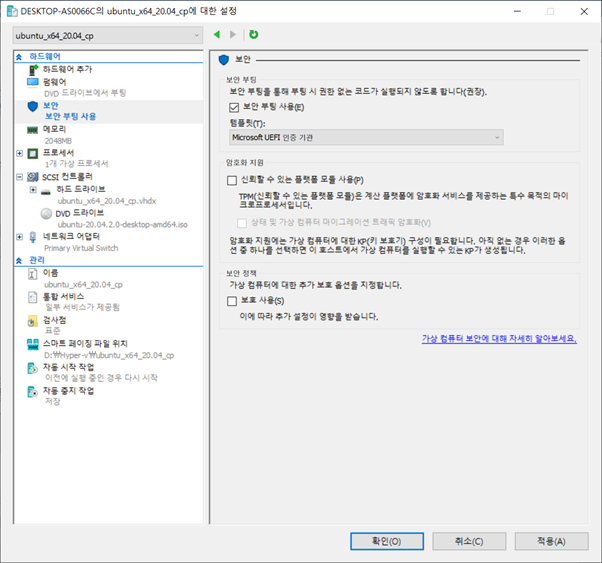 DESKTOP-AS0066C의 ubuntu_x64_20.04_cp에 대한 설정
ubuntu_x64_20.04_cp
하드웨어
하드웨어 추가
펌웨어
DVD 드라이브에서 부팅
보안
보안 부팅 사용
메모리
2048MB
프로세서
1개 가상 프로세서
SCSI 컨트롤러
하드 드라이브
ubuntu_x64_20.04_cp.vhdx
DVD 드라이브
ubuntu-20.04.2.0-desktop-amd64.iso
네트워크 어댑터
Primary Virtual Switch
관리
이름
ubuntu_x64_20.04_cp
통합 서비스
일부 서비스가 제공됨
검사점
표준
스마트 페이징 파일 위치
D:₩Hyper-v₩ubuntu_x64_20.04_cp
자동 시작 작업
이전에 실행 중인 경우 다시 시작
자동 중지 작업
저장
보안
보안 부팅
보안 부팅을 통해 부팅 시 권한 없는 코드가 실행되지 않도록 합니다(권장).
보안 부팅 사용(E)
템플릿(T):
Microsoft UEFI 인증 기관
암호화 지원
신뢰할 수 있는 플랫폼 모듈 사용(P)
TPM(신뢰할 수 있는 플랫폼 모듈)은 계산 플랫폼에 암호화 서비스를 제공하는 특수 목적의 마이
크로프로세서입니다.
상태 및 가상 컴퓨터 마이그레이션 트래픽 암호화(V)
암호화 지원에는 가상 컴퓨터에 대한 KP(키 보호기) 구성이 필요합니다. 아직 없는 경우 이러한 옵
션 중 하나를 선택하면 이 호스트에서 가상 컴퓨터를 실행할 수 있는 KP가 생성됩니다.
보안 정책
가상 컴퓨터에 대한 추가 보호 옵션을 지정합니다.
보호 사용(S)
이에 따라 추가 설정이 영향을 받습니다.
가상 컴퓨터 보안에 대해 자세히 알아보세요.
확인(O)
취소(C)
적용(A)